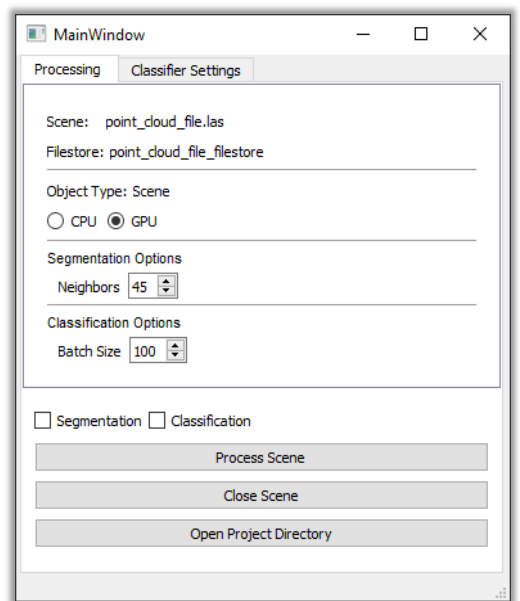 MainWindow
Processing Classifier Settings
Scene: point_cloud_file.las
Filestore: point_cloud_file_filestore
Object Type: Scene
CPU GPU
Segmentation Options
Neighbors 45
Classification Options
Batch Size 100
Segmentation Classification
Process Scene
Close Scene
Open Project Directory